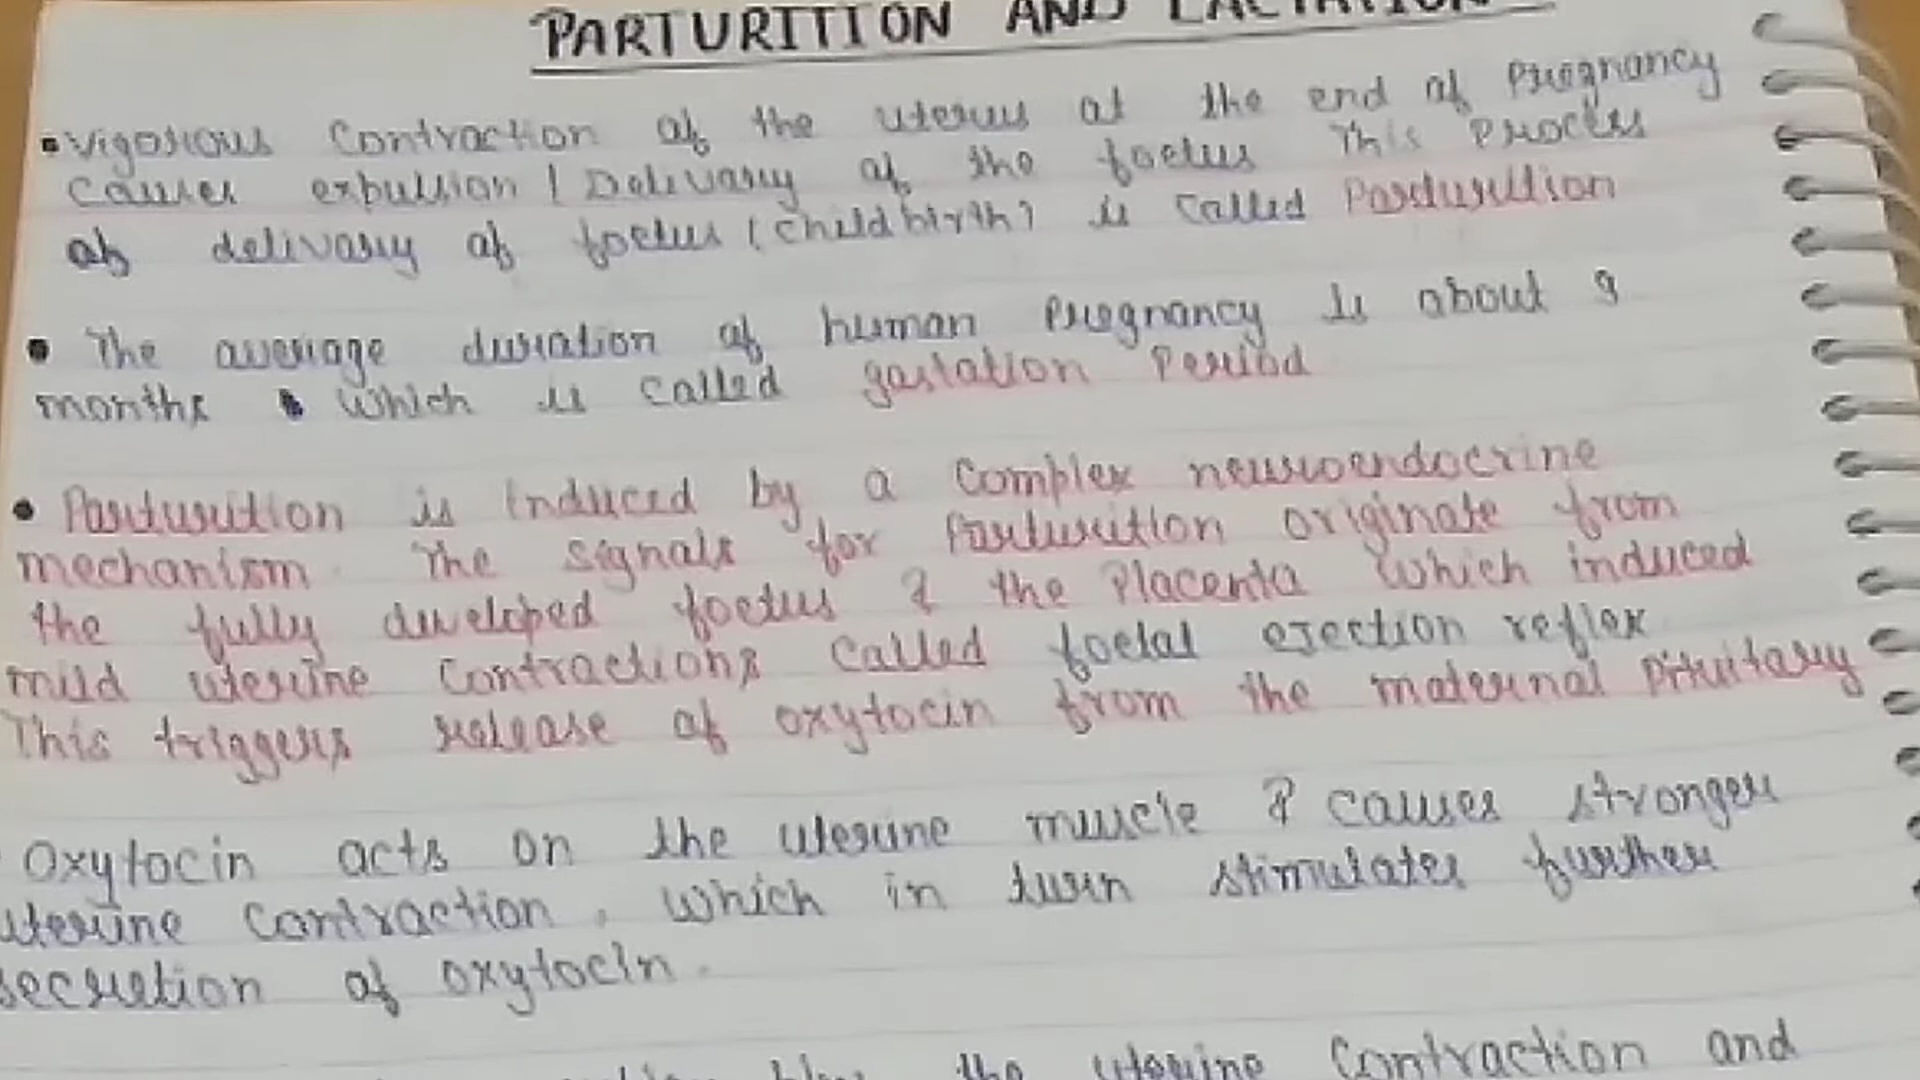 PARTURITION AND LACTATION
• Vigorous Contraction of the uterus at the end of Pregnancy
causes expulsion / Delivary of the foetus This Process
of delivary of foetus (childbirth) is called Parturition
• The average duration of human Pregnancy is about 9
months which is called gastation Period
• Parturition is induced by a complex neuroendocrine
mechanism. The signals for Parturition originate from
the fully developed foetus & the Placenta which induced
mild uterine contractions called foetal ejection reflex
This triggers release of oxytocin from the maternal pituitary
Oxytocin acts on the uterine muscle & causes stronger
uterine contraction, which in turn stimulates further
secretion of oxytocin.
the uterine contraction and